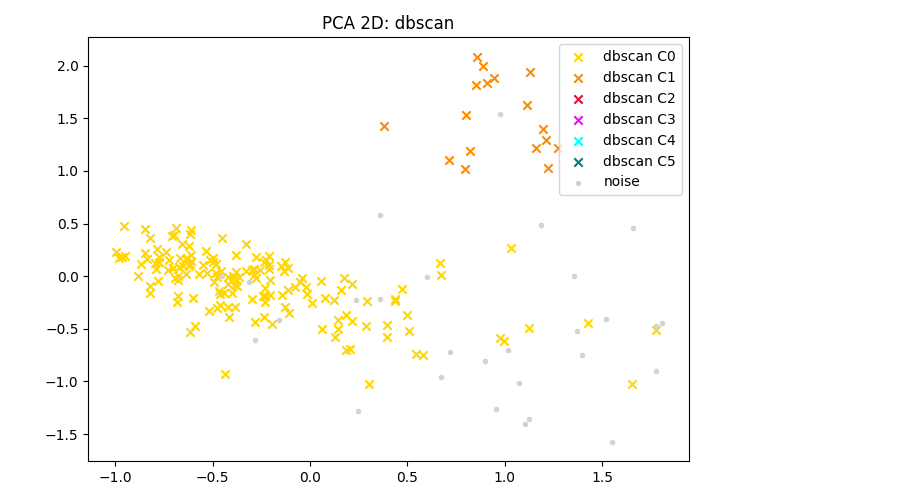 PCA 2D: dbscan
2.0
1.5
1.0
0.5
0.0
−0.5
−1.0
−1.5
−1.0
−0.5
0.0
0.5
1.0
1.5
dbscan C0
dbscan C1
dbscan C2
dbscan C3
dbscan C4
dbscan C5
noise